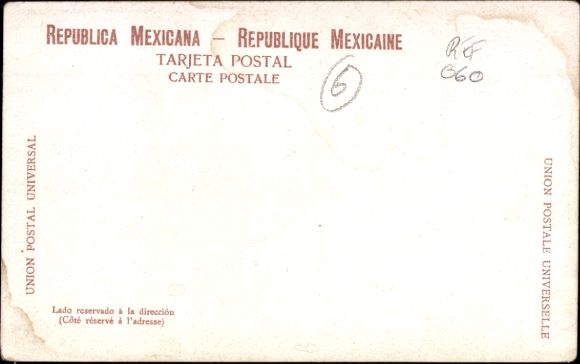 REPUBLICA MEXICANA – REPUBLIQUE MEXICAINE
TARJETA POSTAL
CARTE POSTALE
6
REF
060
UNION POSTAL UNIVERSAL
UNION POSTALE UNIVERSELLE
Lado reservado à la dirección
(Côté réservé à l'adresse)